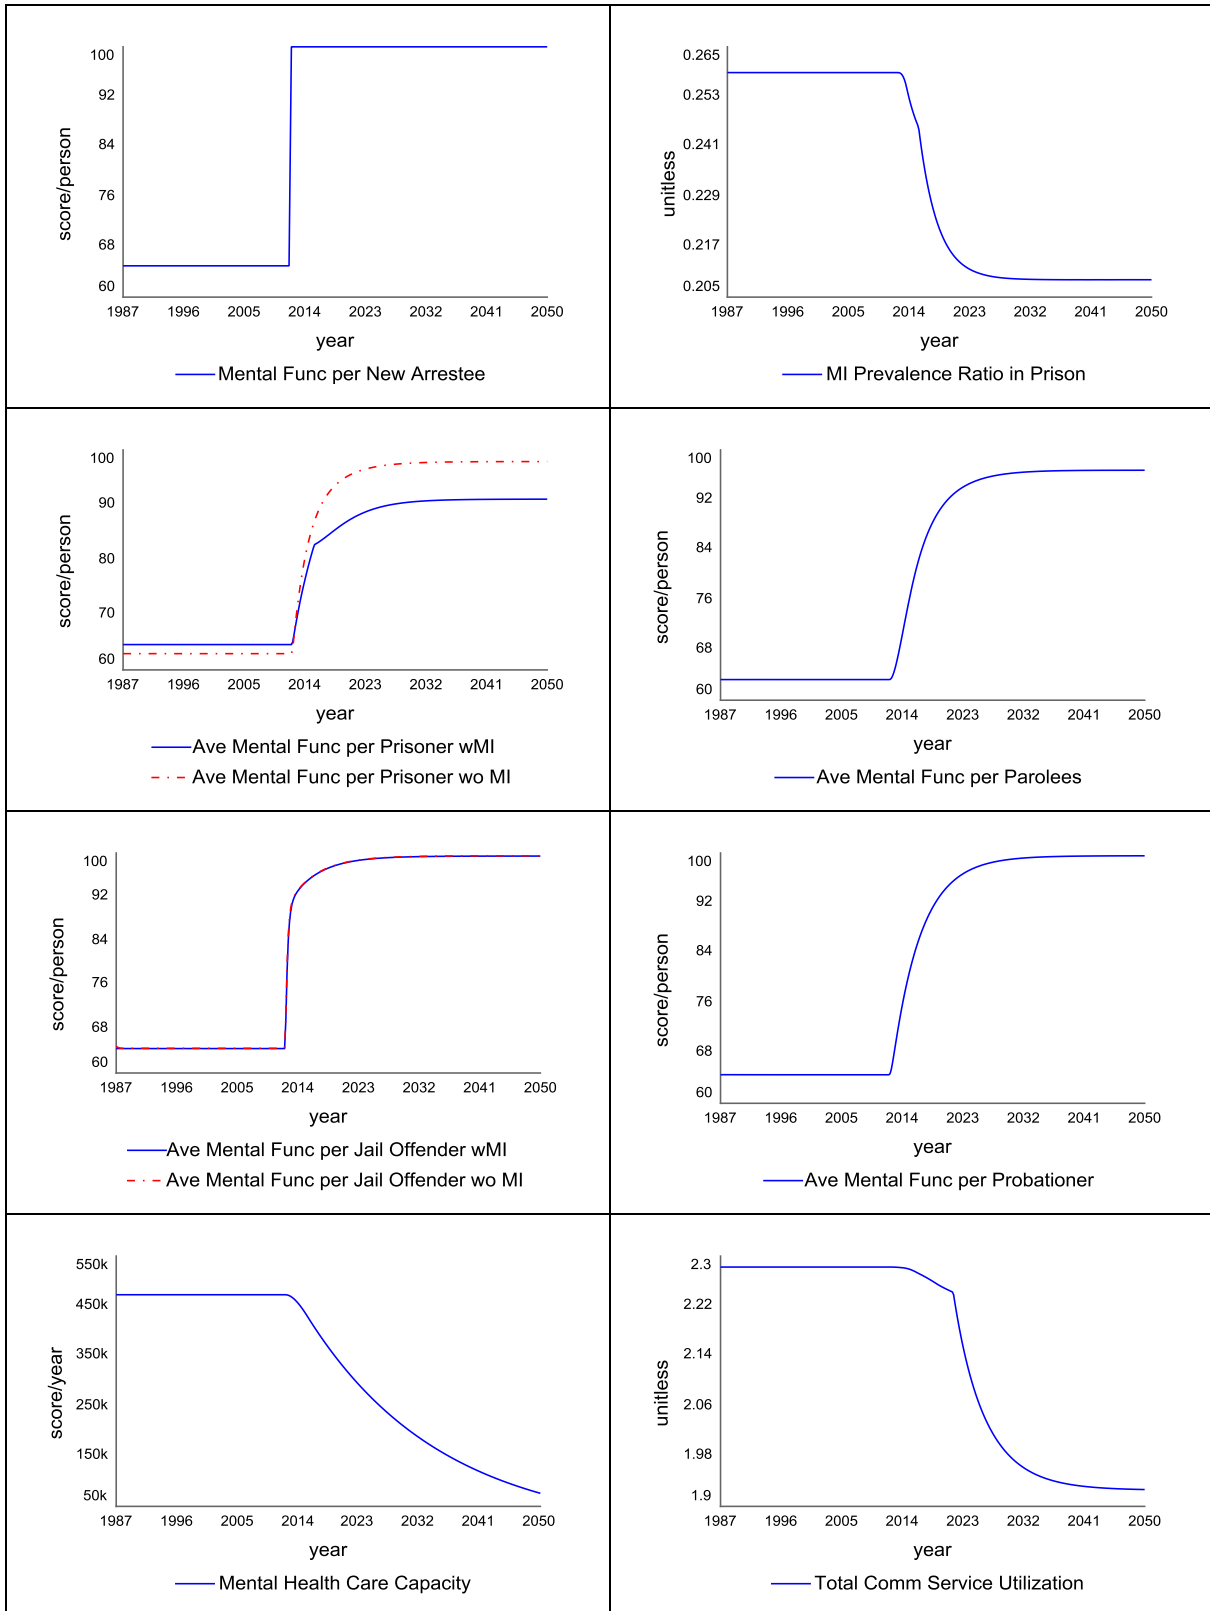 100
92
84
76
68
60
score/person
1987 1996 2005 2014 2023 2032 2041 2050
year
Mental Func per New Arrestee
0.265
0.253
0.241
0.229
0.217
0.205
unitless
1987 1996 2005 2014 2023 2032 2041 2050
year
MI Prevalence Ratio in Prison
100
90
80
70
60
score/person
1987 1996 2005 2014 2023 2032 2041 2050
year
Ave Mental Func per Prisoner wMI
Ave Mental Func per Prisoner wo MI
100
92
84
76
68
60
score/person
1987 1996 2005 2014 2023 2032 2041 2050
year
Ave Mental Func per Parolees
100
92
84
76
68
60
score/person
1987 1996 2005 2014 2023 2032 2041 2050
year
Ave Mental Func per Jail Offender wMI
Ave Mental Func per Jail Offender wo MI
100
92
84
76
68
60
score/person
1987 1996 2005 2014 2023 2032 2041 2050
year
Ave Mental Func per Probationer
550k
450k
350k
250k
150k
50k
score/year
1987 1996 2005 2014 2023 2032 2041 2050
year
Mental Health Care Capacity
2.3
2.22
2.14
2.06
1.98
1.9
unitless
1987 1996 2005 2014 2023 2032 2041 2050
year
Total Comm Service Utilization